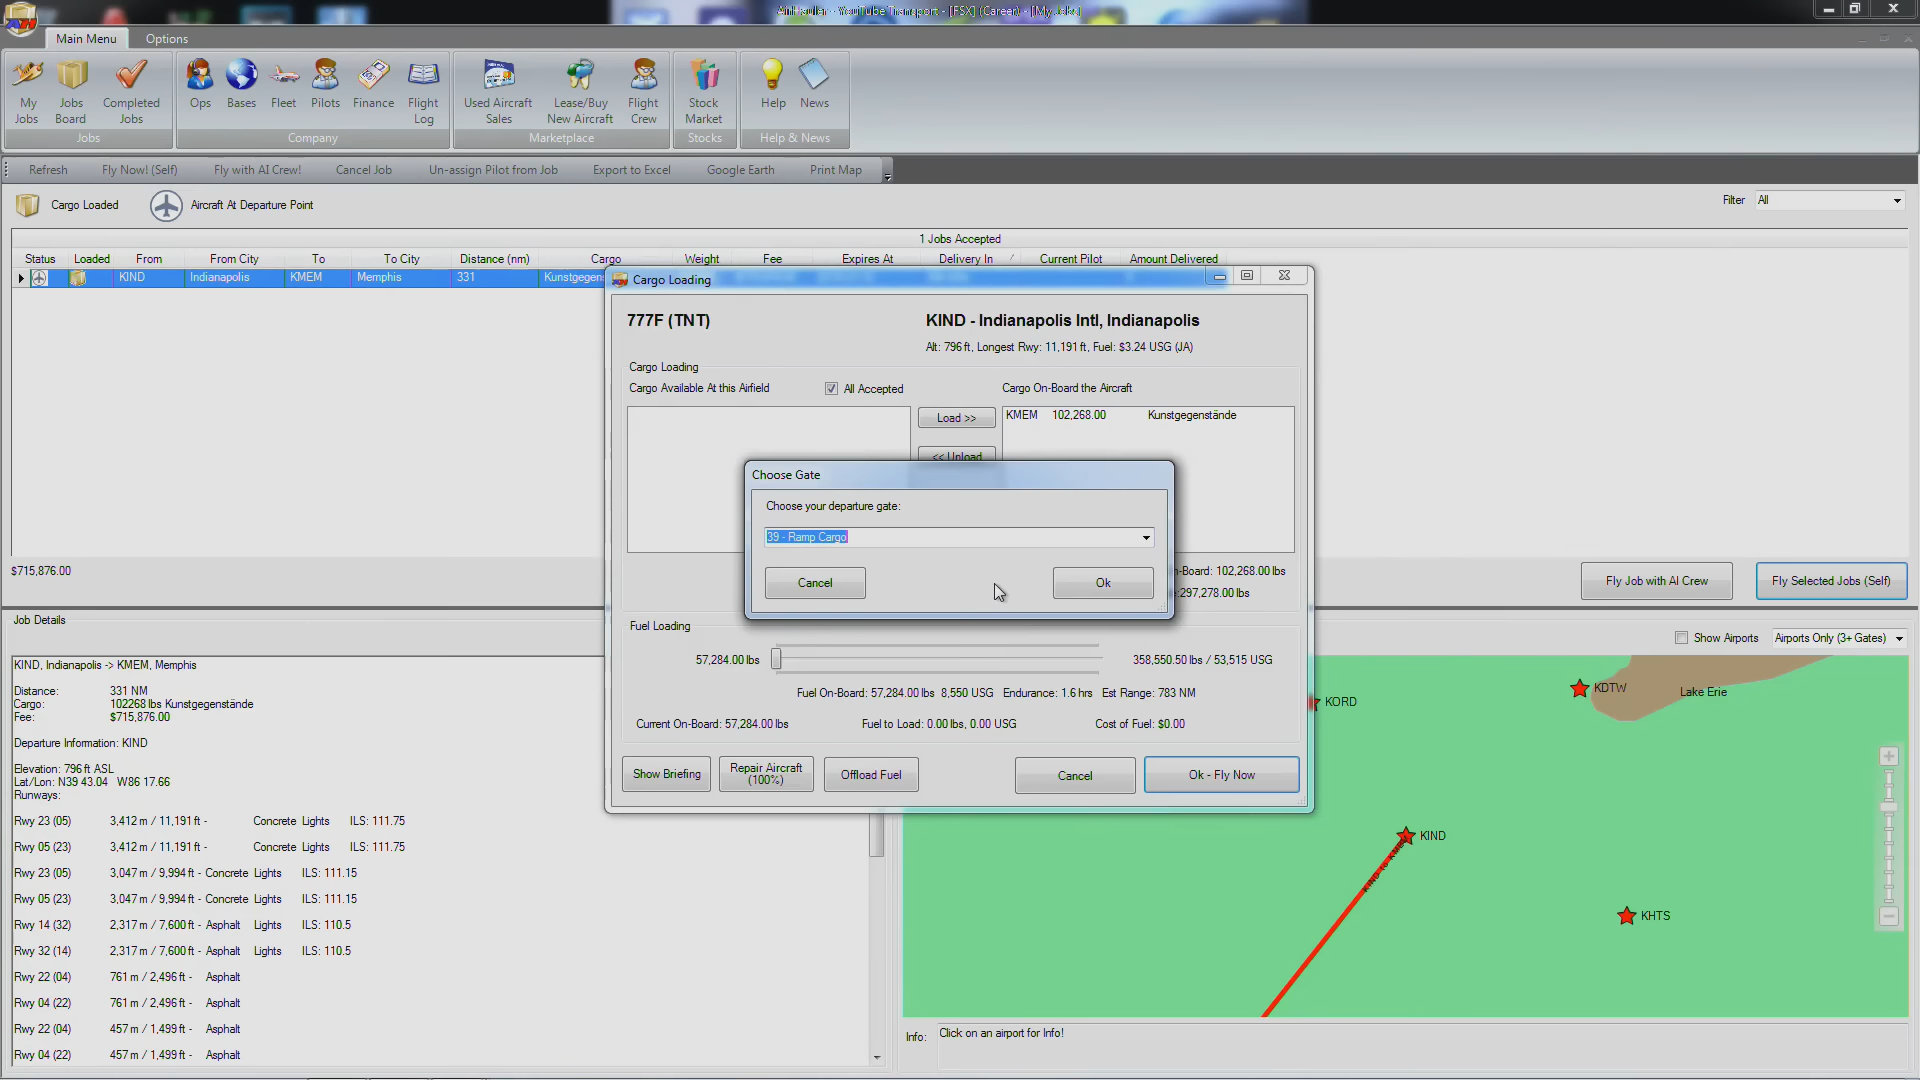 AirHauler - YouTube Transport - [FSX] (Career) - [My Jobs]
Main Menu Options
My Jobs
Jobs Board
Completed Jobs
Jobs
Ops
Bases
Fleet
Pilots
Finance
Flight Log
Company
Used Aircraft Sales
Lease/Buy New Aircraft
Flight Crew
Marketplace
Stock Market
Stocks
Help
News
Help & News
Refresh Fly Now! (Self) Fly with AI Crew! Cancel Job Un-assign Pilot from Job Export to Excel Google Earth Print Map
Cargo Loaded Aircraft At Departure Point
Filter All
1 Jobs Accepted
Status Loaded From From City To To City Distance (nm) Cargo Weight Fee Expires At Delivery In Current Pilot Amount Delivered
KIND Indianapolis KMEM Memphis 331 Kunstgegens
Cargo Loading
777F (TNT)
KIND - Indianapolis Intl, Indianapolis
Alt: 796 ft, Longest Rwy: 11,191 ft, Fuel: $3.24 USG (JA)
Cargo Loading
Cargo Available At this Airfield All Accepted Cargo On-Board the Aircraft
Load >>
KMEM 102,268.00 Kunstgegenstände
<< Unload
Choose Gate
Choose your departure gate:
39 - Ramp Cargo
Cancel Ok
n-Board: 102,268.00 lbs
:297,278.00 lbs
$715,876.00
Fly Job with AI Crew Fly Selected Jobs (Self)
Fuel Loading
57,284.00 lbs 358,550.50 lbs / 53,515 USG
Fuel On-Board: 57,284.00 lbs 8,550 USG Endurance: 1.6 hrs Est Range: 783 NM
Current On-Board: 57,284.00 lbs Fuel to Load: 0.00 lbs, 0.00 USG Cost of Fuel: $0.00
Show Briefing
Repair Aircraft (100%)
Offload Fuel
Cancel
Ok - Fly Now
Job Details
KIND, Indianapolis -> KMEM, Memphis
Distance: 331 NM
Cargo: 102268 lbs Kunstgegenstände
Fee: $715,876.00
Departure Information: KIND
Elevation: 796 ft ASL
Lat/Lon: N39 43.04 W86 17.66
Runways:
Rwy 23 (05) 3,412 m / 11,191 ft - Concrete Lights ILS: 111.75
Rwy 05 (23) 3,412 m / 11,191 ft - Concrete Lights ILS: 111.75
Rwy 23 (05) 3,047 m / 9,994 ft - Concrete Lights ILS: 111.15
Rwy 05 (23) 3,047 m / 9,994 ft - Concrete Lights ILS: 111.15
Rwy 14 (32) 2,317 m / 7,600 ft - Asphalt Lights ILS: 110.5
Rwy 32 (14) 2,317 m / 7,600 ft - Asphalt Lights ILS: 110.5
Rwy 22 (04) 761 m / 2,496 ft - Asphalt
Rwy 04 (22) 761 m / 2,496 ft - Asphalt
Rwy 22 (04) 457 m / 1,499 ft - Asphalt
Rwy 04 (22) 457 m / 1,499 ft - Asphalt
Show Airports Airports Only (3+ Gates)
KDTW Lake Erie
KORD
KIND
KHTS
Info: Click on an airport for Info!